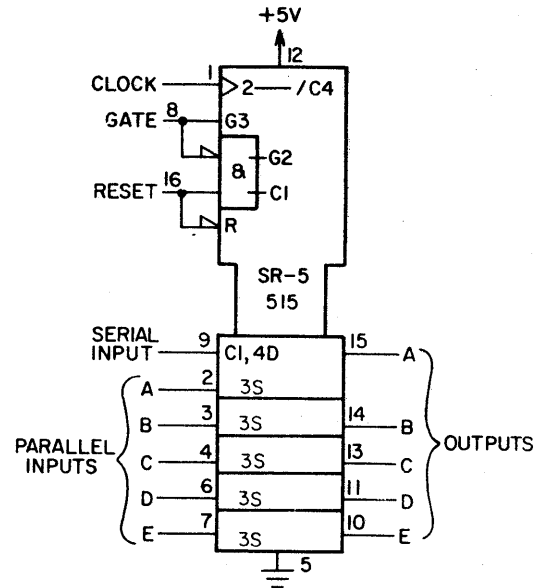 +5V
12
CLOCK 1 2 /C4
GATE 8 G3
& G2
RESET 16 C1
R
SR-5
515
SERIAL
INPUT 9 C1,4D 15 A
A 2 3S
B 3 3S 14 B
PARALLEL
INPUTS
C 4 3S 13 C
OUTPUTS
D 6 3S 11 D
E 7 3S 10 E
5